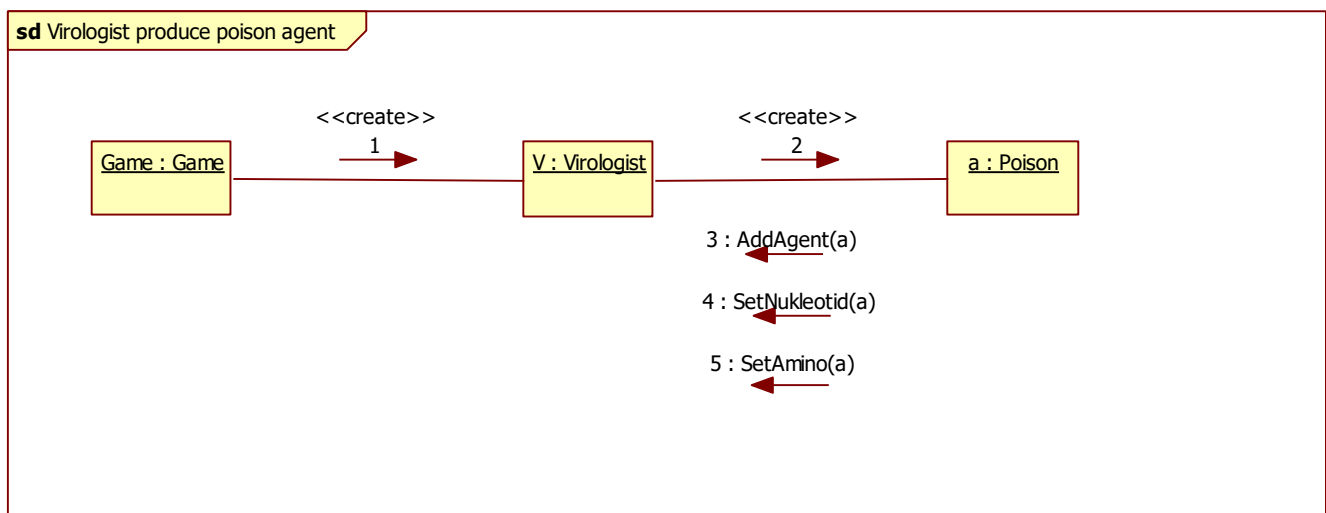 sd Virologist produce poison agent
<<create>>
1
<<create>>
2
Game : Game
V : Virologist
a : Poison
3 : AddAgent(a)
4 : SetNukleotid(a)
5 : SetAmino(a)